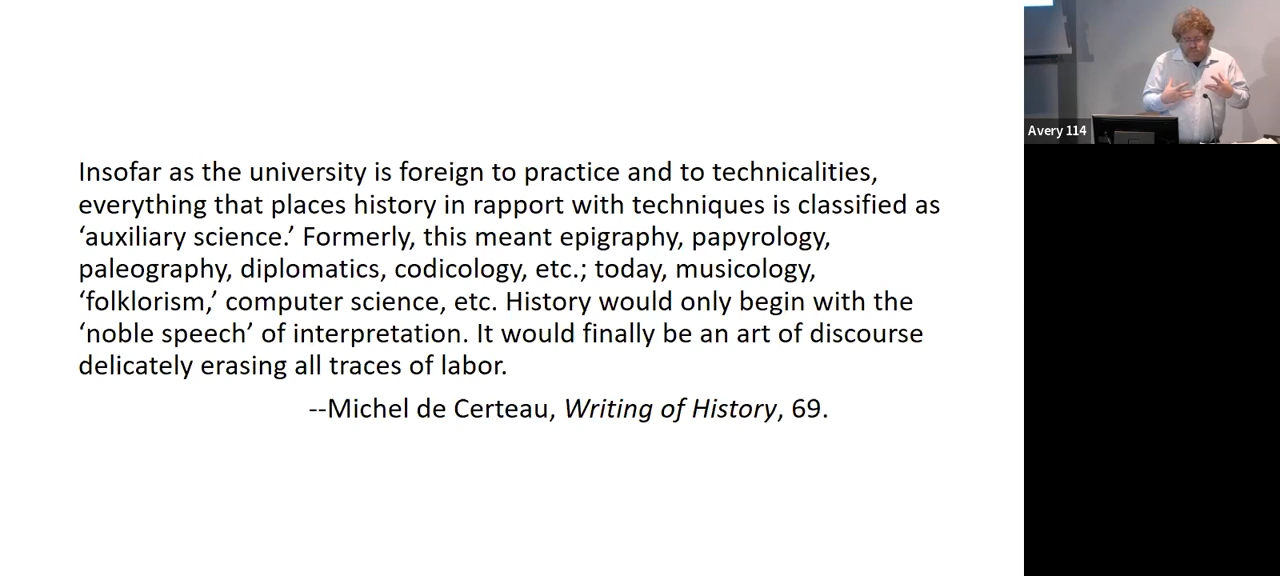 Insofar as the university is foreign to practice and to technicalities,
everything that places history in rapport with techniques is classified as
‘auxiliary science.’ Formerly, this meant epigraphy, papyrology,
paleography, diplomatics, codicology, etc.; today, musicology,
‘folklorism,’ computer science, etc. History would only begin with the
‘noble speech’ of interpretation. It would finally be an art of discourse
delicately erasing all traces of labor.
--Michel de Certeau, Writing of History, 69.
Avery 114